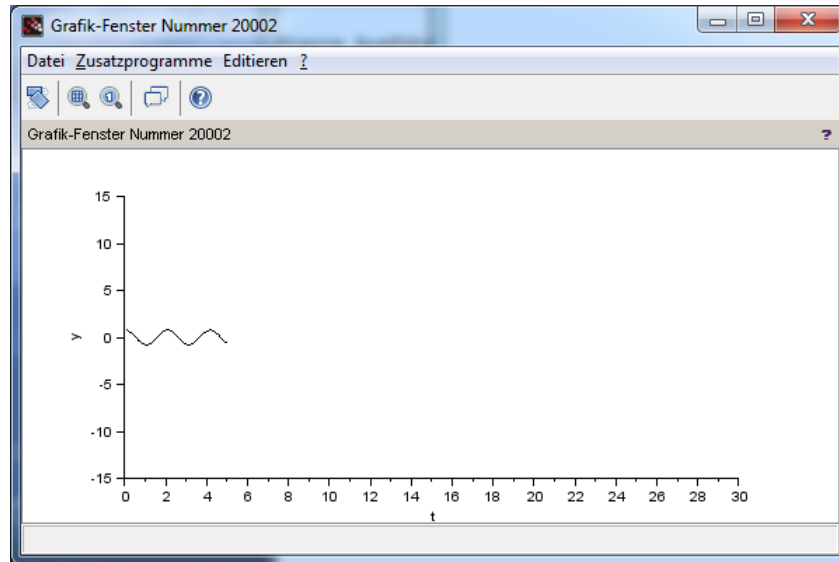 Grafik-Fenster Nummer 20002
Datei Zusatzprogramme Editieren ?
Grafik-Fenster Nummer 20002 ?
15
10
5
0
-5
-10
-15
y
0 2 4 6 8 10 12 14 16 18 20 22 24 26 28 30
t